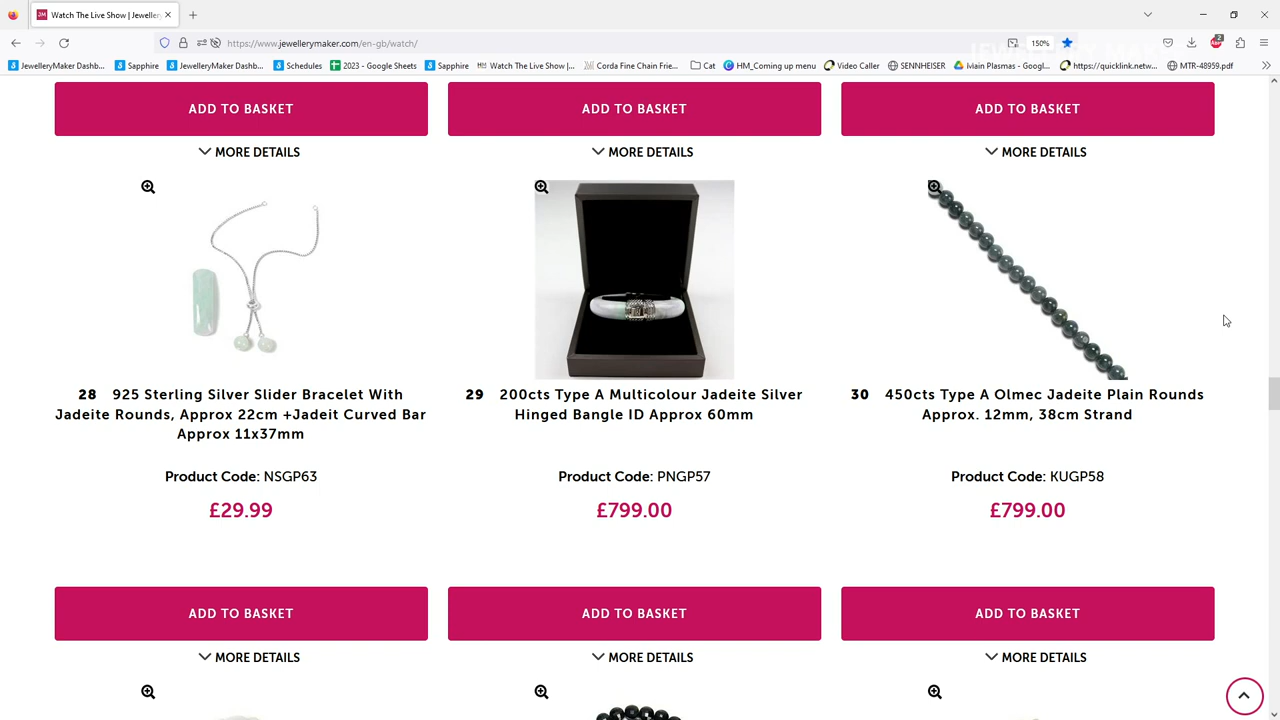 Watch The Live Show | Jeweller
https://www.jewellerymaker.com/en-gb/watch/
150%
2
JewelleryMaker Dashb...
Sapphire
JewelleryMaker Dashb...
Schedules
2023 - Google Sheets
Sapphire
Watch The Live Show |...
Corda Fine Chain Frie...
Cat
HM_Coming up menu
Video Caller
SENNHEISER
Main Plasmas - Googl...
https://quicklink.netw...
MTR-48959.pdf
ADD TO BASKET
ADD TO BASKET
ADD TO BASKET
MORE DETAILS
MORE DETAILS
MORE DETAILS
28 925 Sterling Silver Slider Bracelet With
Jadeite Rounds, Approx 22cm +Jadeit Curved Bar
Approx 11x37mm
Product Code: NSGP63
£29.99
29 200cts Type A Multicolour Jadeite Silver
Hinged Bangle ID Approx 60mm
Product Code: PNGP57
£799.00
30 450cts Type A Olmec Jadeite Plain Rounds
Approx. 12mm, 38cm Strand
Product Code: KUGP58
£799.00
ADD TO BASKET
ADD TO BASKET
ADD TO BASKET
MORE DETAILS
MORE DETAILS
MORE DETAILS